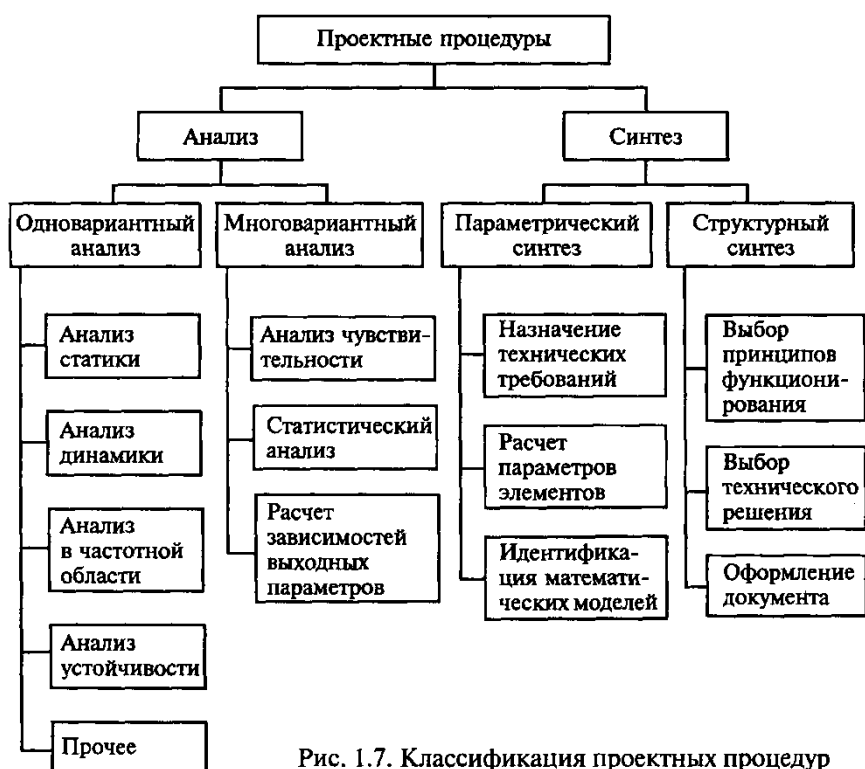 Проектные процедуры
Анализ
Синтез
Одновариантный
анализ
Многовариантный
анализ
Параметрический
синтез
Структурный
синтез
Анализ
статики
Анализ
динамики
Анализ
в частотной
области
Анализ
устойчивости
Прочее
Анализ чувстви-
тельности
Статистический
анализ
Расчет
зависимостей
выходных
параметров
Назначение
технических
требований
Расчет
параметров
элементов
Идентифика-
ция математи-
ческих моделей
Выбор
принципов
функциони-
рования
Выбор
технического
решения
Оформление
документа
Рис. 1.7. Классификация проектных процедур